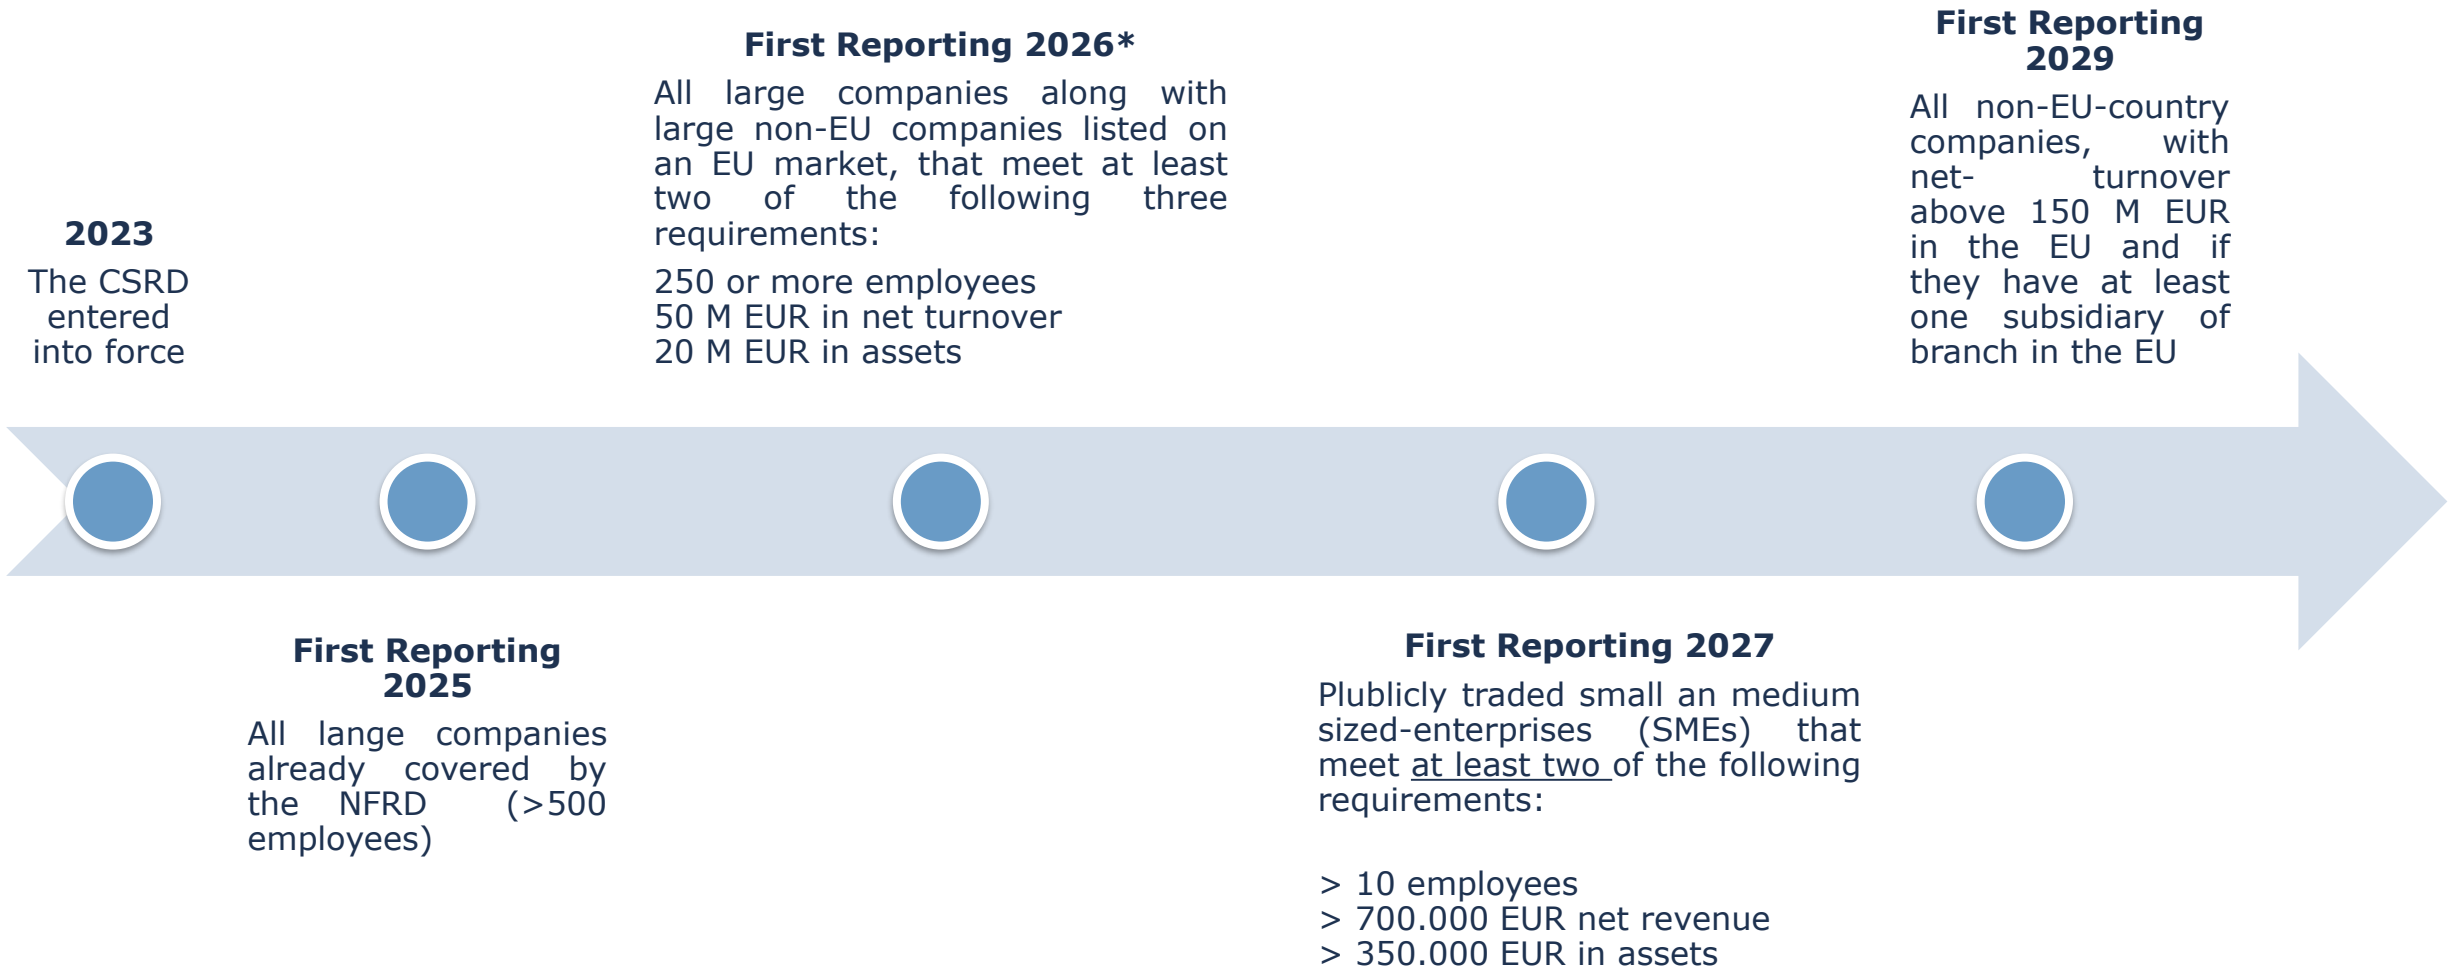 2023
The CSRD
entered
into force
First Reporting
2025
All lange companies
already covered by
the NFRD (>500
employees)
First Reporting 2026*
All large companies along with
large non-EU companies listed on
an EU market, that meet at least
two of the following three
requirements:
250 or more employees
50 M EUR in net turnover
20 M EUR in assets
First Reporting 2027
Plublicly traded small an medium
sized-enterprises (SMEs) that
meet at least two of the following
requirements:
> 10 employees
> 700.000 EUR net revenue
> 350.000 EUR in assets
First Reporting
2029
All non-EU-country
companies, with
net- turnover
above 150 M EUR
in the EU and if
they have at least
one subsidiary of
branch in the EU